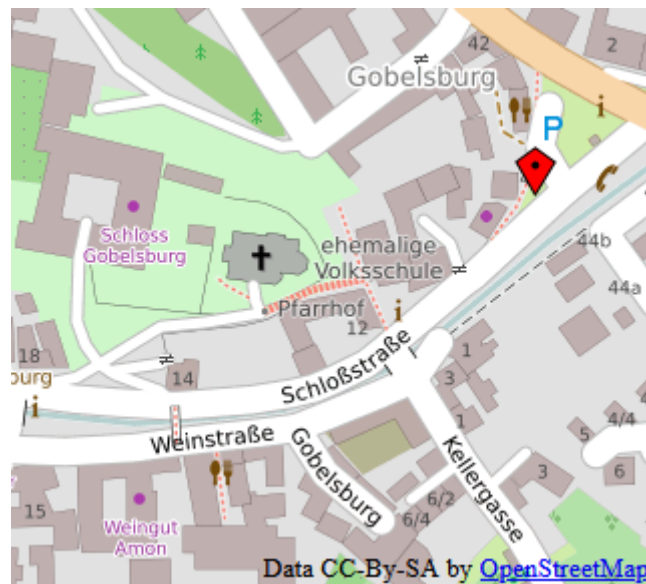 42
2
Gobelsburg
i
P
Schloss
Gobelsburg
ehemalige
Volksschule
44b
44a
Pfarrhof
12
i
18
burg
14
i
Schloßstraße
1
3
1
Weinstraße
Gobelsburg
Kellergasse
4/4
5
6
3
6/2
6/4
15
Weingut
Amon
Data CC-By-SA by OpenStreetMap